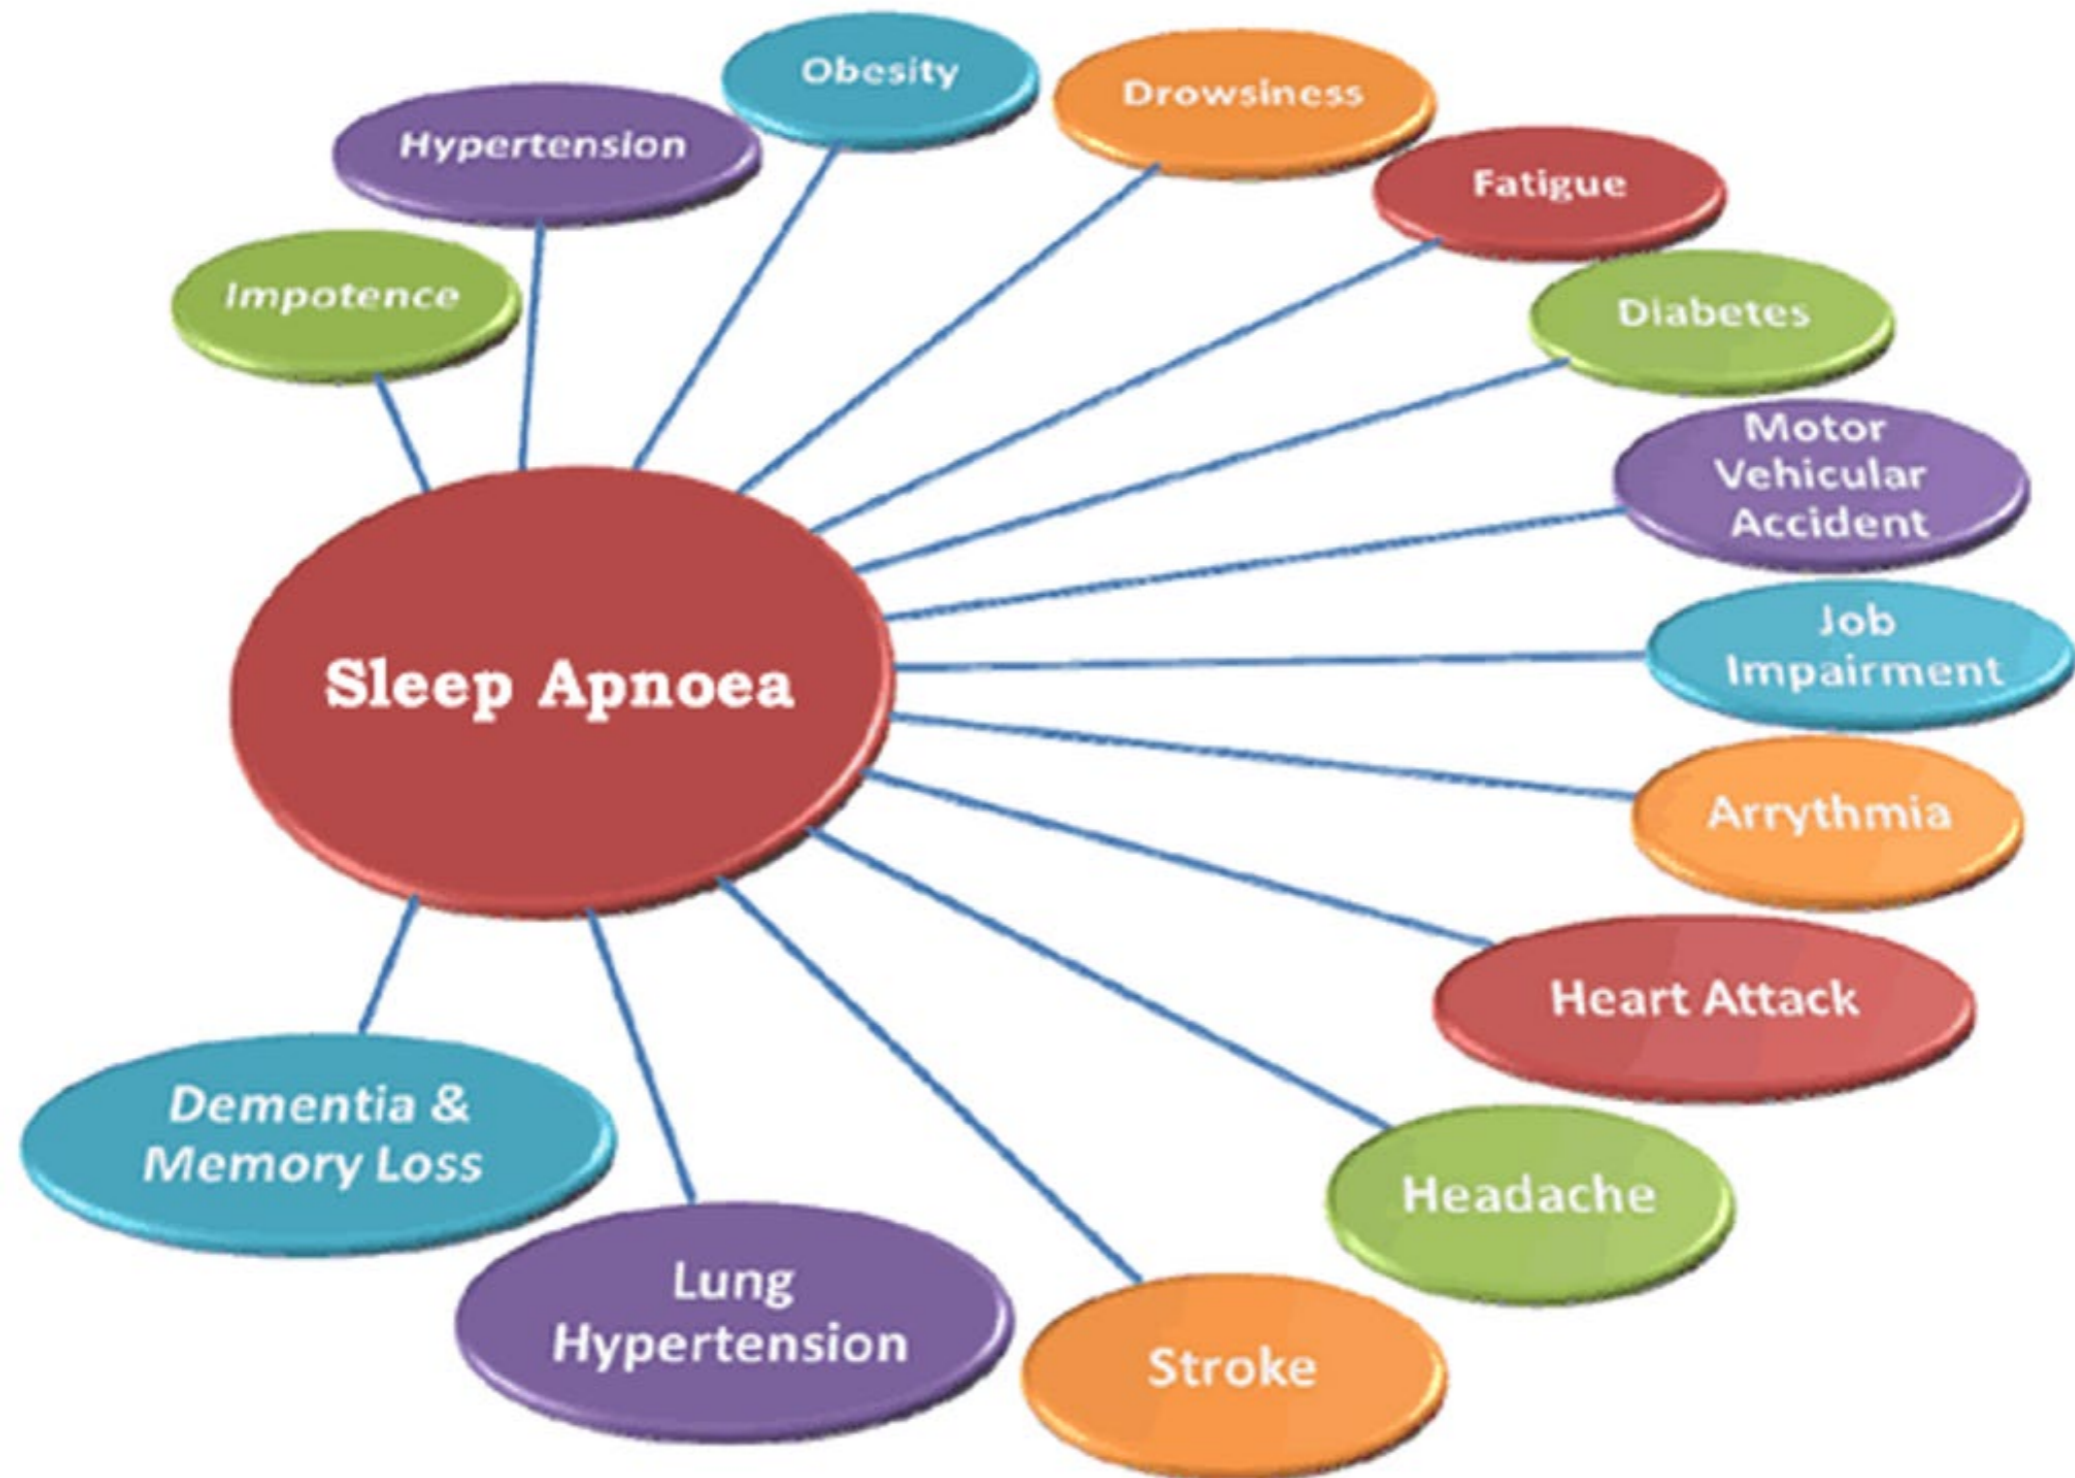 Obesity
Drowsiness
Hypertension
Fatigue
Impotence
Diabetes
Motor
Vehicular
Accident
Job
Impairment
Sleep Apnoea
Arrythmia
Heart Attack
Dementia &
Memory Loss
Headache
Lung
Hypertension
Stroke